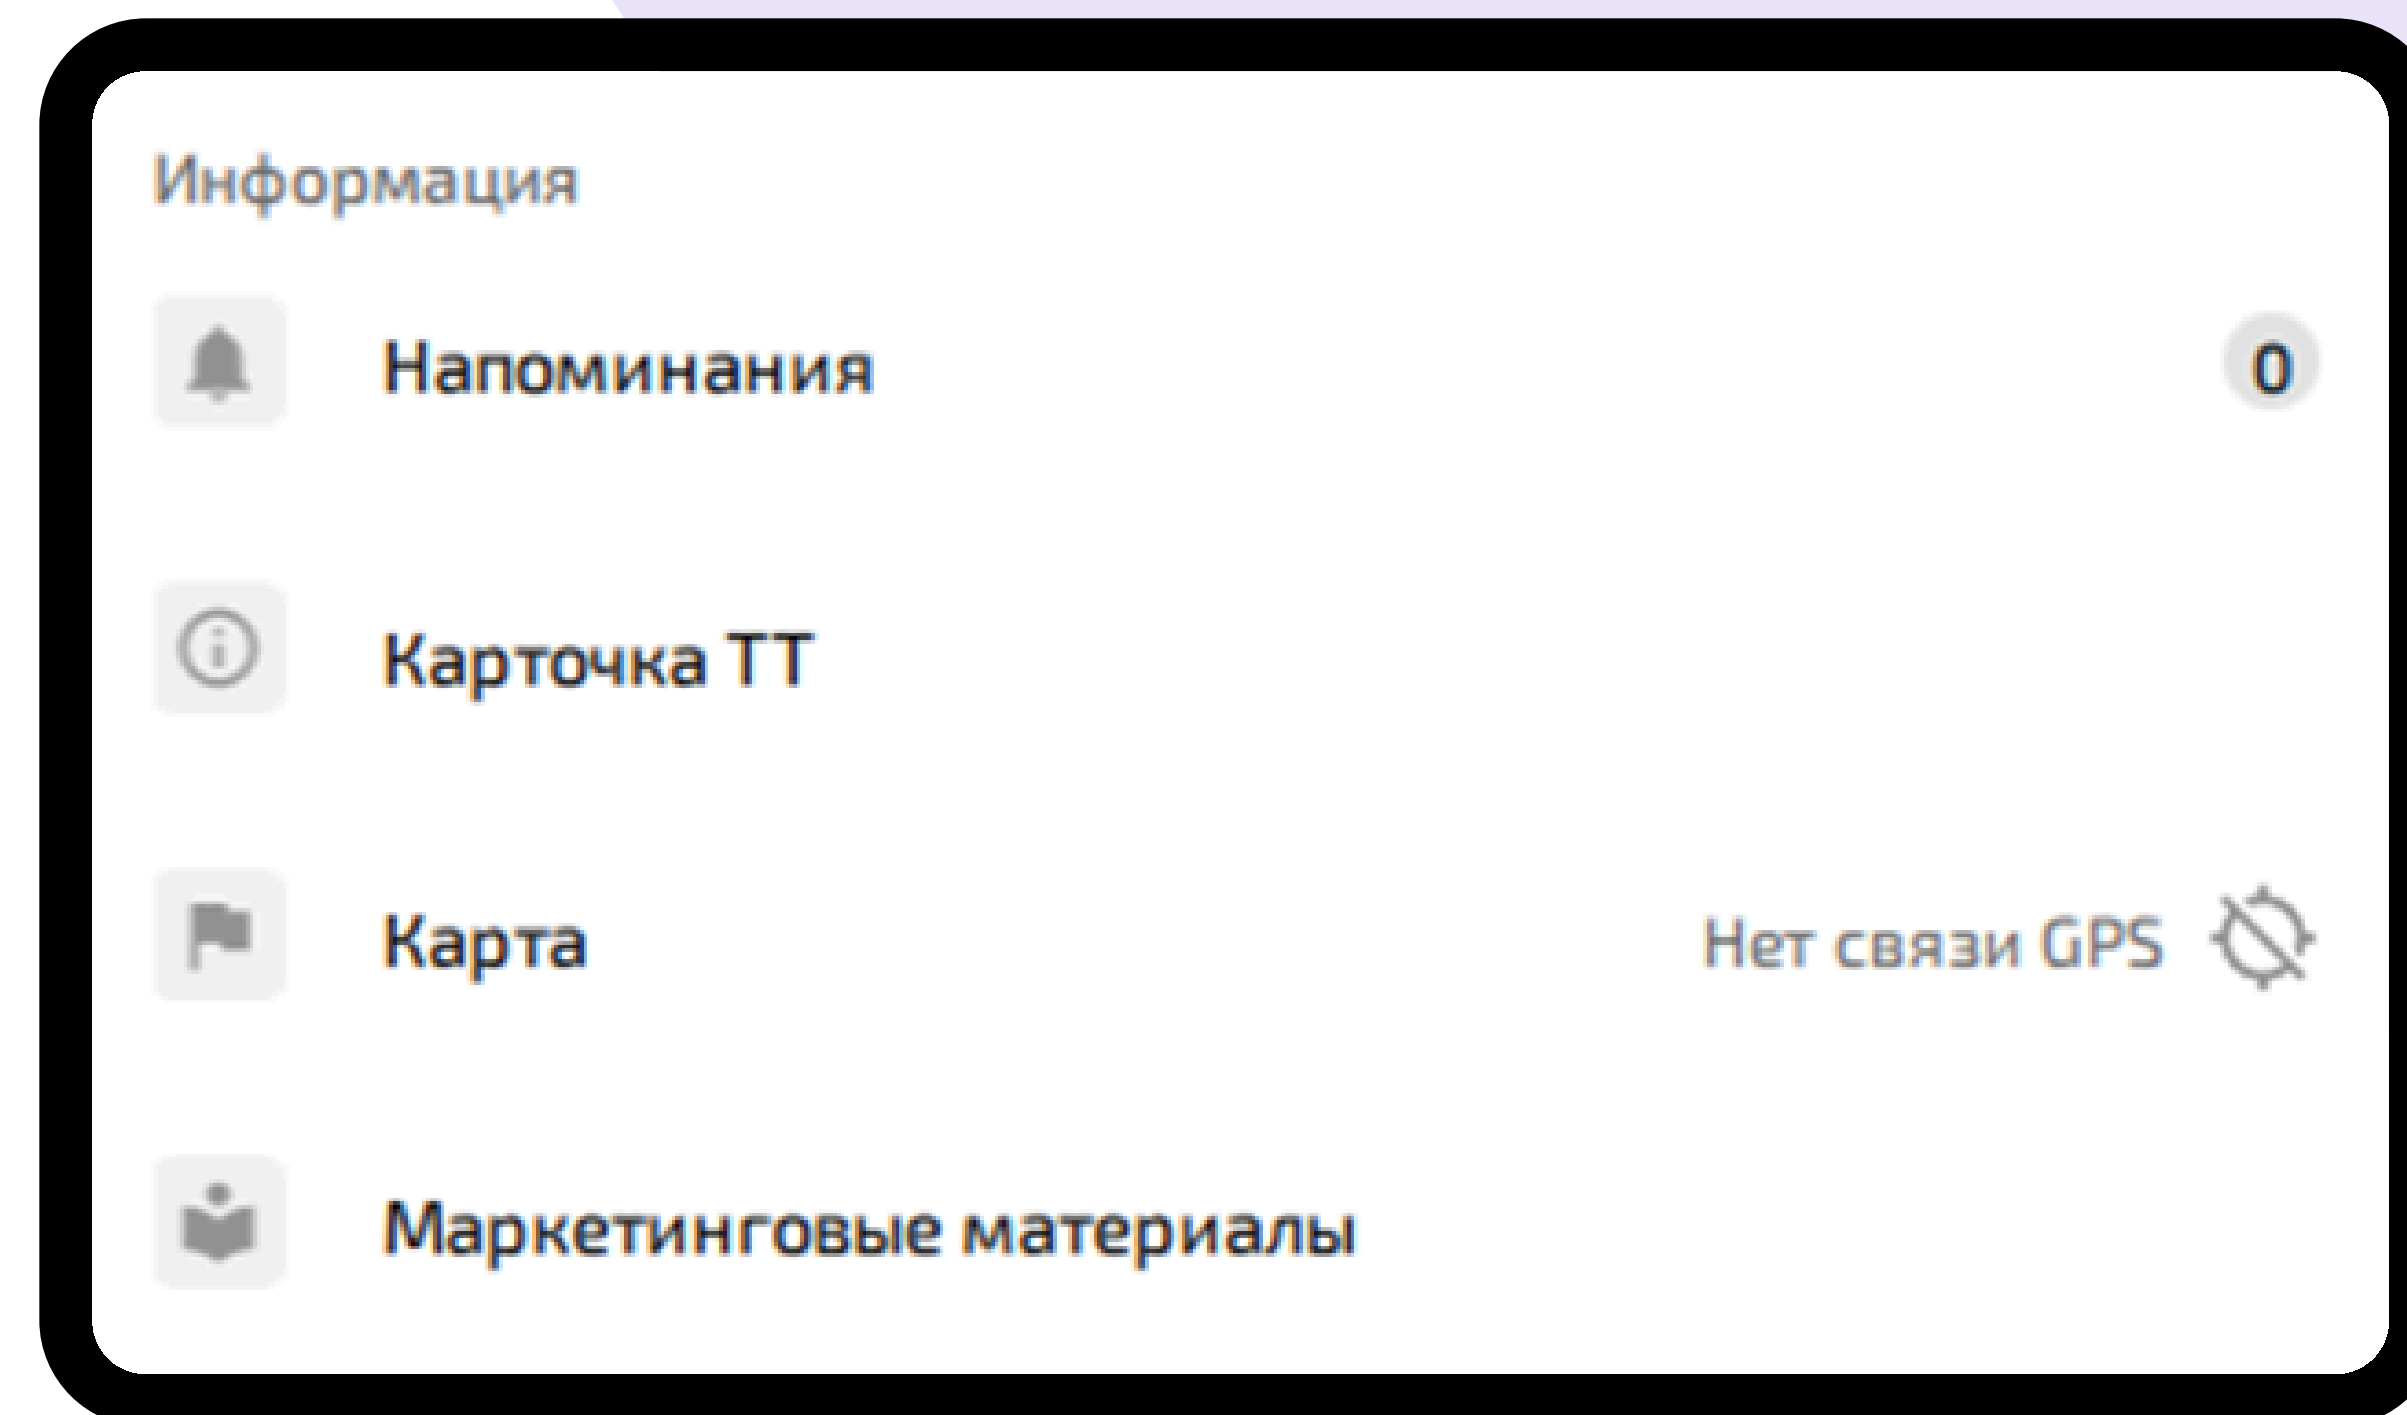 Информация
Напоминания 0
Карточка ТТ
Карта Нет связи GPS
Маркетинговые материалы